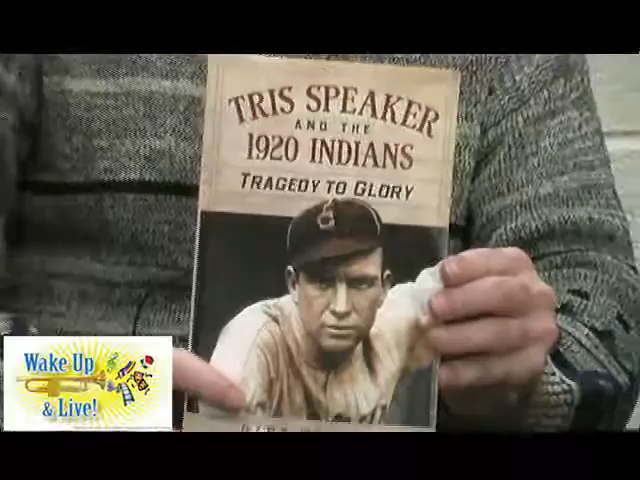 TRIS SPEAKER
AND THE
1920 INDIANS
TRAGEDY TO GLORY
Wake Up
& Live!